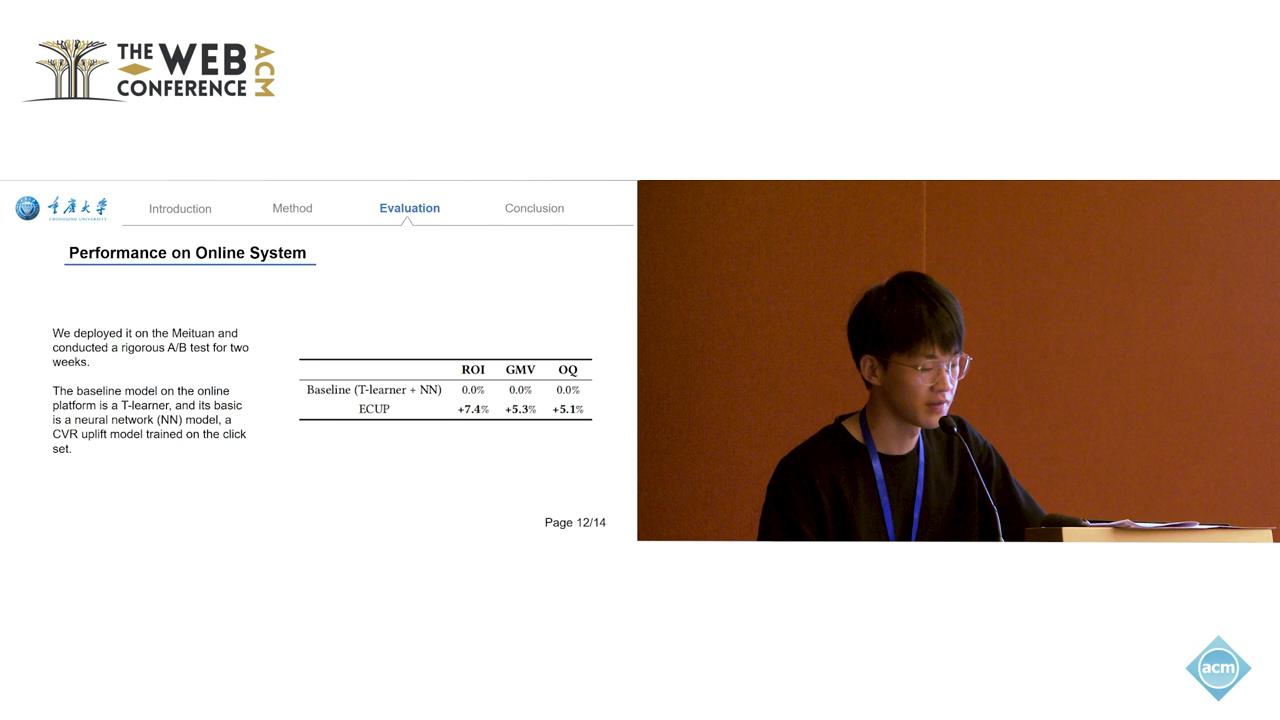 THE WEB
CONFERENCE
ACM
重庆大学
CHONGQING UNIVERSITY
Introduction
Method
Evaluation
Conclusion
Performance on Online System
We deployed it on the Meituan and
conducted a rigorous A/B test for two
weeks.
The baseline model on the online
platform is a T-learner, and its basic
is a neural network (NN) model, a
CVR uplift model trained on the click
set.
ROI GMV OQ
Baseline (T-learner + NN) 0.0% 0.0% 0.0%
ECUP +7.4% +5.3% +5.1%
Page 12/14
acm